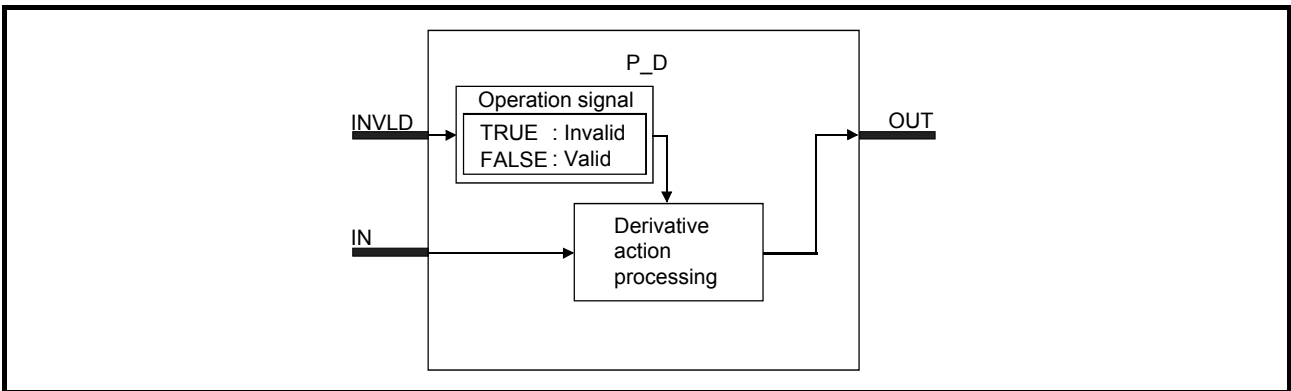 P_D
Operation signal
INVLD
TRUE : Invalid
FALSE : Valid
OUT
IN
Derivative
action
processing